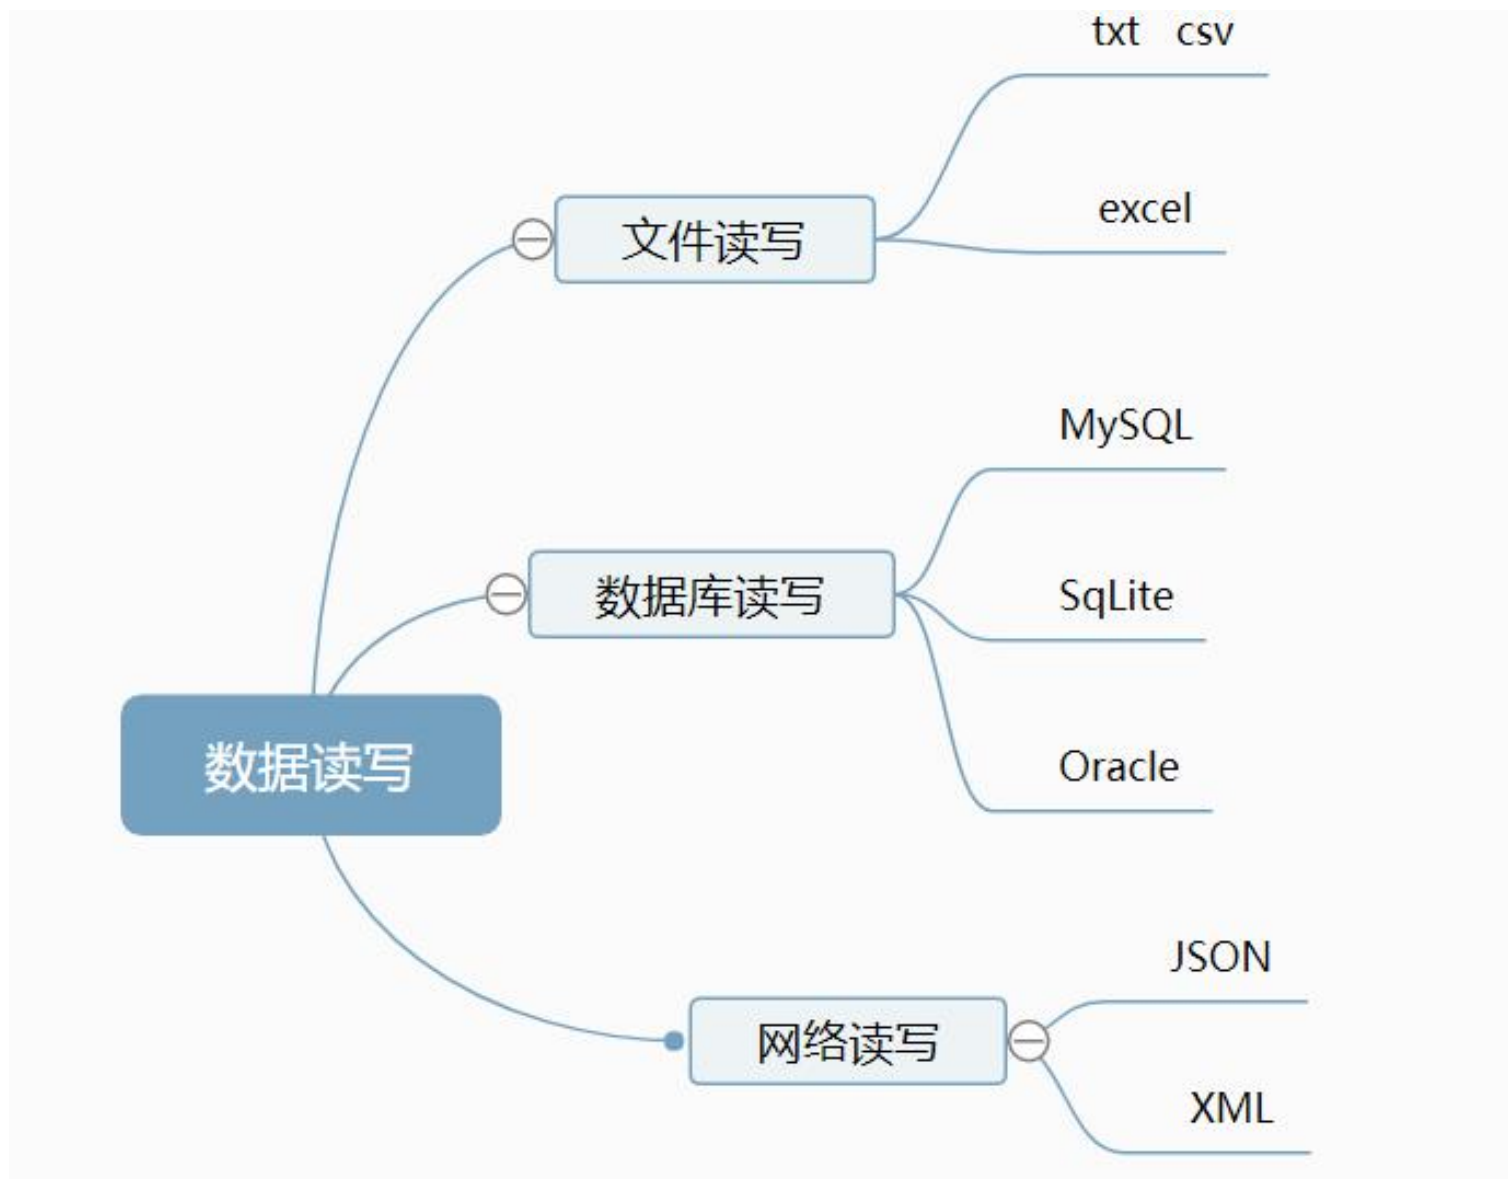 txt csv
excel
文件读写
MySQL
SqLite
数据库读写
Oracle
数据读写
JSON
网络读写
XML